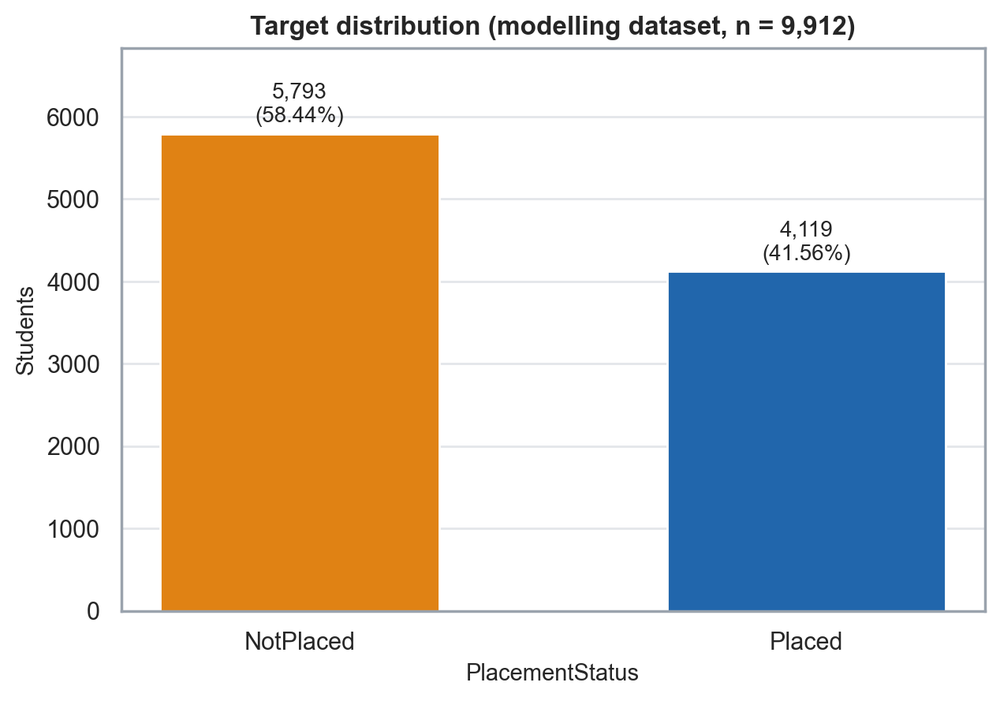 Target distribution (modelling dataset, n = 9,912)
5,793
(58.44%)
4,119
(41.56%)
6000
5000
4000
3000
2000
1000
0
Students
NotPlaced
Placed
PlacementStatus